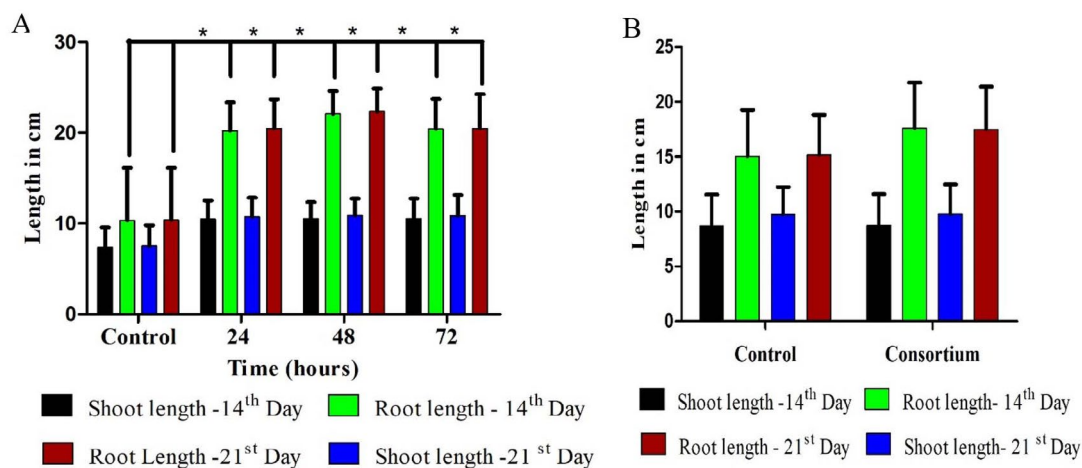 A
* * * * * *
Length in cm
30
20
10
0
Control 24 48 72
Time (hours)
Shoot length -14th Day
Root length - 14th Day
Root Length -21st Day
Shoot length -21 st Day
B
Length in cm
25
20
15
10
5
0
Control Consortium
Shoot length -14th Day
Root length- 14th Day
Root length - 21st Day
Shoot length- 21 st Day